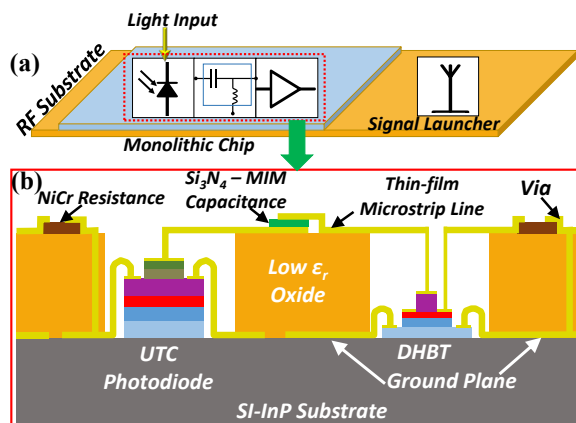 Light Input
(a)
RF Substrate
Monolithic Chip
Signal Launcher
(b)
NiCr Resistance
Si₃N₄ – MIM
Capacitance
Thin-film
Microstrip Line
Via
Low εᵣ
Oxide
UTC
Photodiode
DHBT
Ground Plane
SI-InP Substrate